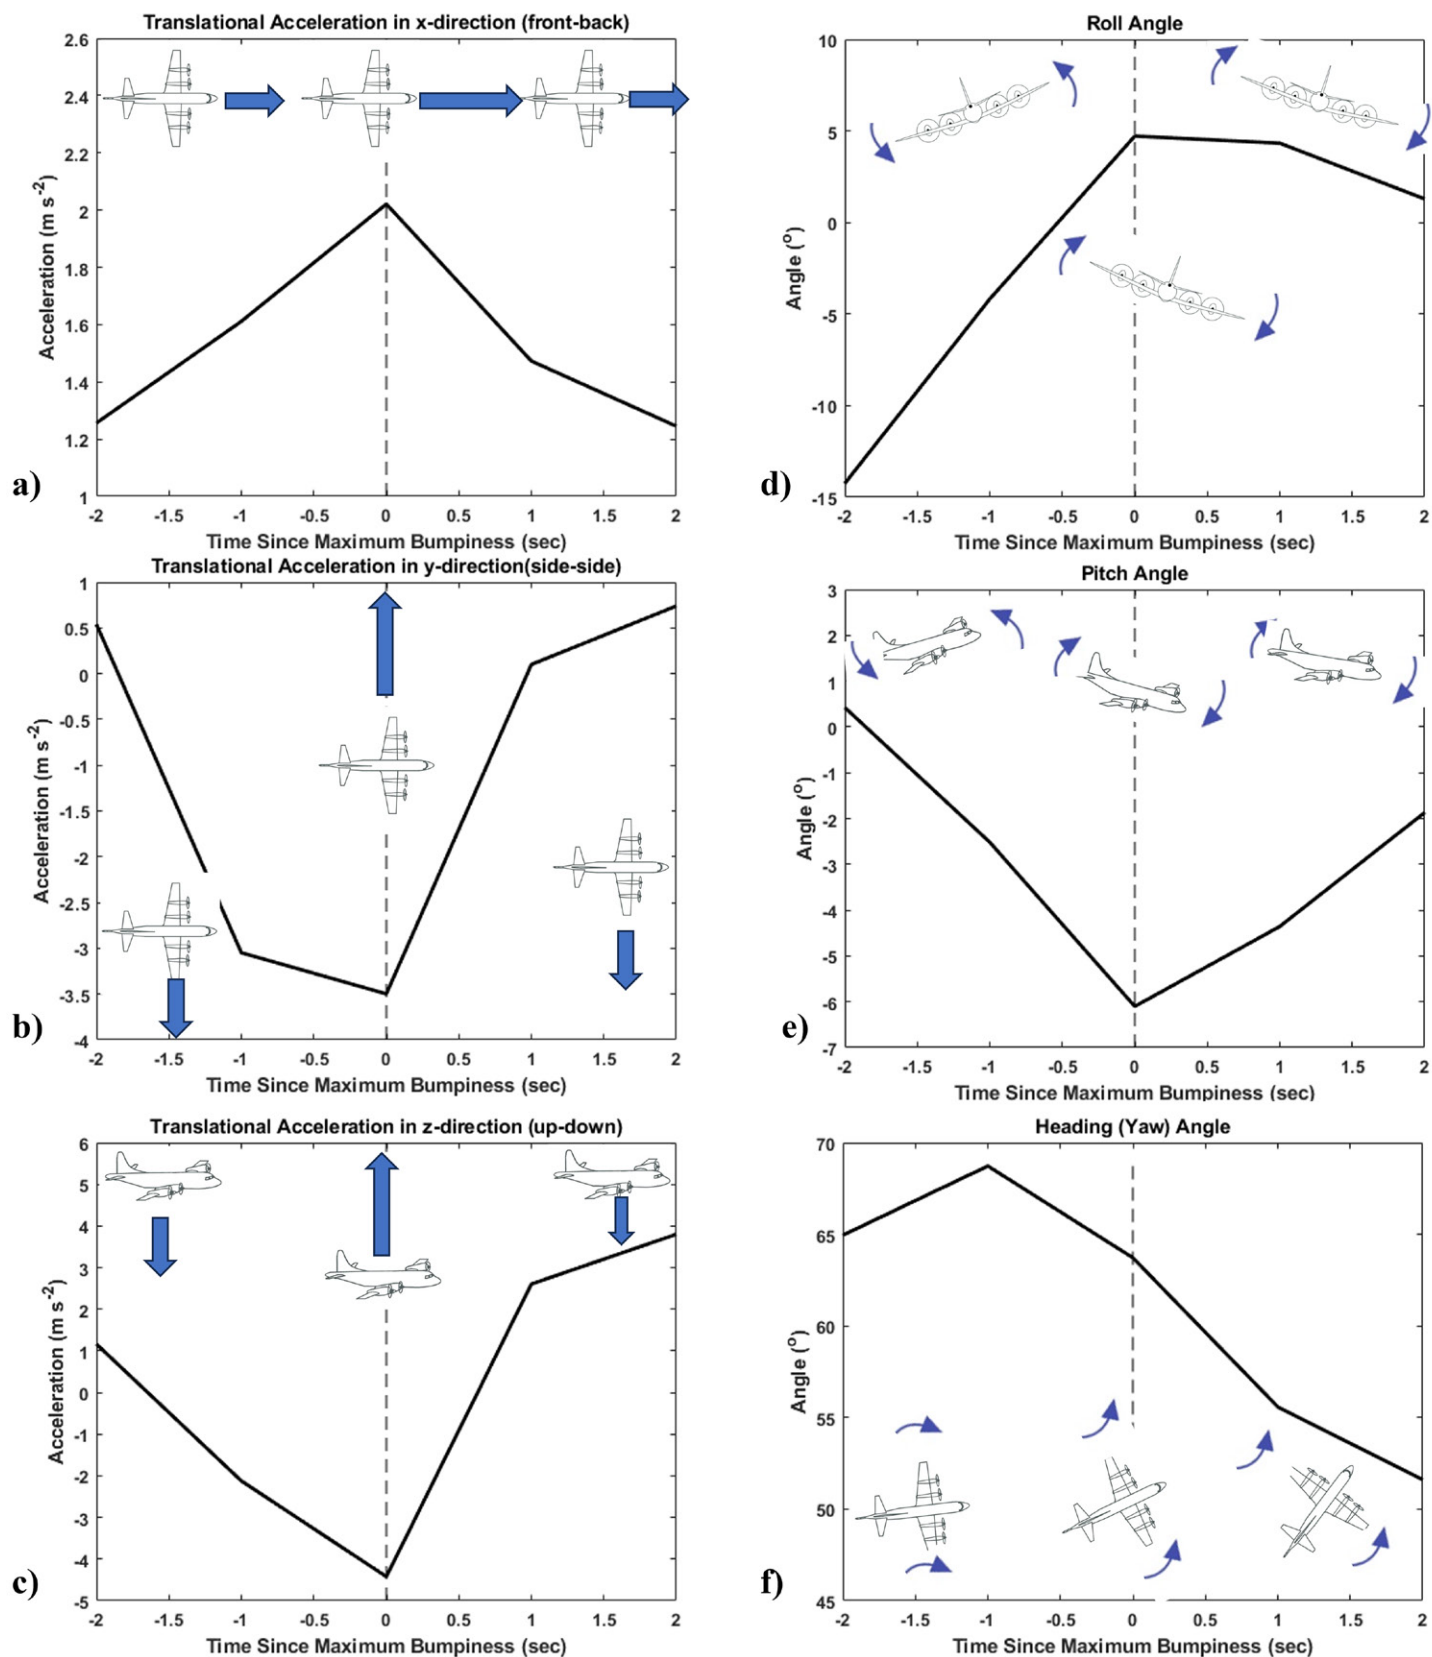 Translational Acceleration in x-direction (front-back)
2.6
2.4
2.2
2
1.8
1.6
1.4
1.2
1
Acceleration (m s-2)
a)
-2 -1.5 -1 -0.5 0 0.5 1 1.5 2
Time Since Maximum Bumpiness (sec)
Translational Acceleration in y-direction(side-side)
1
0.5
0
-0.5
-1
-1.5
-2
-2.5
-3
-3.5
-4
Acceleration (m s-2)
b)
-2 -1.5 -1 -0.5 0 0.5 1 1.5 2
Time Since Maximum Bumpiness (sec)
Translational Acceleration in z-direction (up-down)
6
5
4
3
2
1
0
-1
-2
-3
-4
-5
Acceleration (m s-2)
c)
-2 -1.5 -1 -0.5 0 0.5 1 1.5 2
Time Since Maximum Bumpiness (sec)
Roll Angle
10
5
0
-5
-10
-15
Angle (o)
d)
-2 -1.5 -1 -0.5 0 0.5 1 1.5 2
Time Since Maximum Bumpiness (sec)
Pitch Angle
3
2
1
0
-1
-2
-3
-4
-5
-6
-7
Angle (o)
e)
-2 -1.5 -1 -0.5 0 0.5 1 1.5 2
Time Since Maximum Bumpiness (sec)
Heading (Yaw) Angle
70
65
60
55
50
45
Angle (o)
f)
-2 -1.5 -1 -0.5 0 0.5 1 1.5 2
Time Since Maximum Bumpiness (sec)